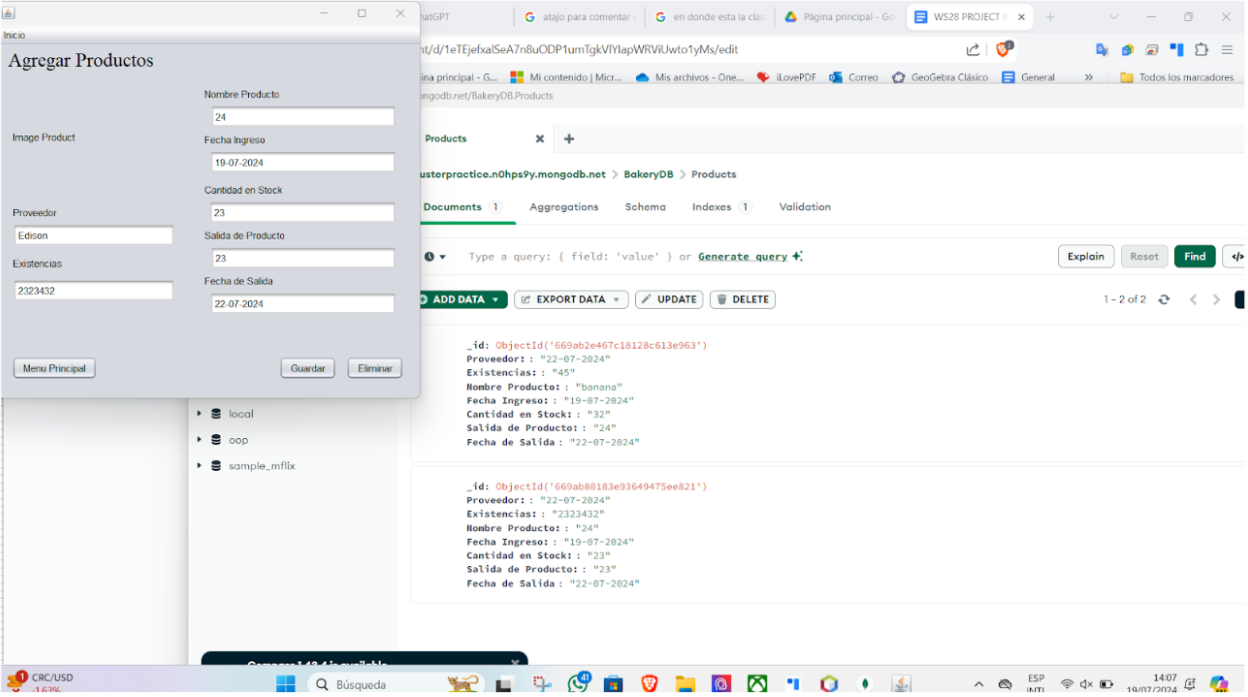 Inicio
Agregar Productos
Nombre Producto
24
Image Product
Fecha Ingreso
19-07-2024
Cantidad en Stock
23
Proveedor
Edison
Salida de Producto
23
Existencias
2323432
Fecha de Salida
22-07-2024
Menu Principal
Guardar
Eliminar
atGPT
atajo para comentar
en donde esta la clas
Página principal - Go
WS28 PROJECT
nt/d/1eTEjefxalSeA7n8uODP1umTgkVlYIapWRViUwto1yMs/edit
ina principal - G...
Mi contenido | Micr...
Mis archivos - One...
iLovePDF
Correo
GeoGebra Clásico
General
»
Todos los marcadores
ongodb.net/BakeryDB.Products
Products
usterpractice.n0hps9y.mongodb.net > BakeryDB > Products
Documents 1
Aggregations
Schema
Indexes 1
Validation
Type a query: { field: 'value' } or Generate query
Explain
Reset
Find
</>
ADD DATA
EXPORT DATA
UPDATE
DELETE
1 – 2 of 2
_id: ObjectId('669ab2e467c18128c613e963')
Proveedor: : "22-07-2024"
Existencias: : "45"
Nombre Producto: : "banana"
Fecha Ingreso: : "19-07-2024"
Cantidad en Stock: : "32"
Salida de Producto: : "24"
Fecha de Salida : "22-07-2024"
_id: ObjectId('669ab80183e93649475ee821')
Proveedor: : "22-07-2024"
Existencias: : "2323432"
Nombre Producto: : "24"
Fecha Ingreso: : "19-07-2024"
Cantidad en Stock: : "23"
Salida de Producto: : "23"
Fecha de Salida : "22-07-2024"
local
oop
sample_mflix
1
CRC/USD
-1.63%
Búsqueda
41
ESP
INTL
14:07
19/07/2024